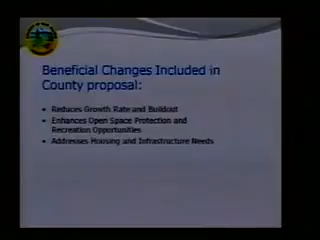 Beneficial Changes Included in
County proposal:
• Reduces Growth Rate and Buildout
• Enhances Open Space Protection and
Recreation Opportunities
• Addresses Housing and Infrastructure Needs